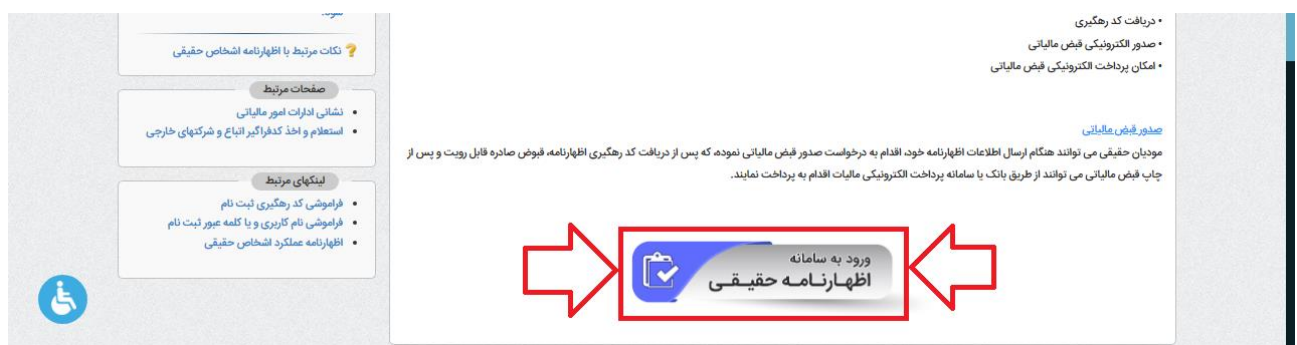 • دریافت کد رهگیری
• صدور الکترونیکی قبض مالیاتی
• امکان پرداخت الکترونیکی قبض مالیاتی
صدور قبض مالیاتی
مودیان حقیقی می توانند هنگام ارسال اطلاعات اظهارنامه خود، اقدام به درخواست صدور قبض مالیاتی نموده، که پس از دریافت کد رهگیری اظهارنامه، قبوض صادره قابل رویت و پس از
چاپ قبض مالیاتی می توانند از طریق بانک یا سامانه پرداخت الکترونیکی مالیات اقدام به پرداخت نمایند.
ورود به سامانه
اظهارنامه حقیقی
نکات مرتبط با اظهارنامه اشخاص حقیقی
صفحات مرتبط
• نشانی ادارات امور مالیاتی
• استعلام و اخذ کدفراگیر اتباع و شرکتهای خارجی
لینکهای مرتبط
• فراموشی کد رهگیری ثبت نام
• فراموشی نام کاربری و یا کلمه عبور ثبت نام
• اظهارنامه عملکرد اشخاص حقیقی